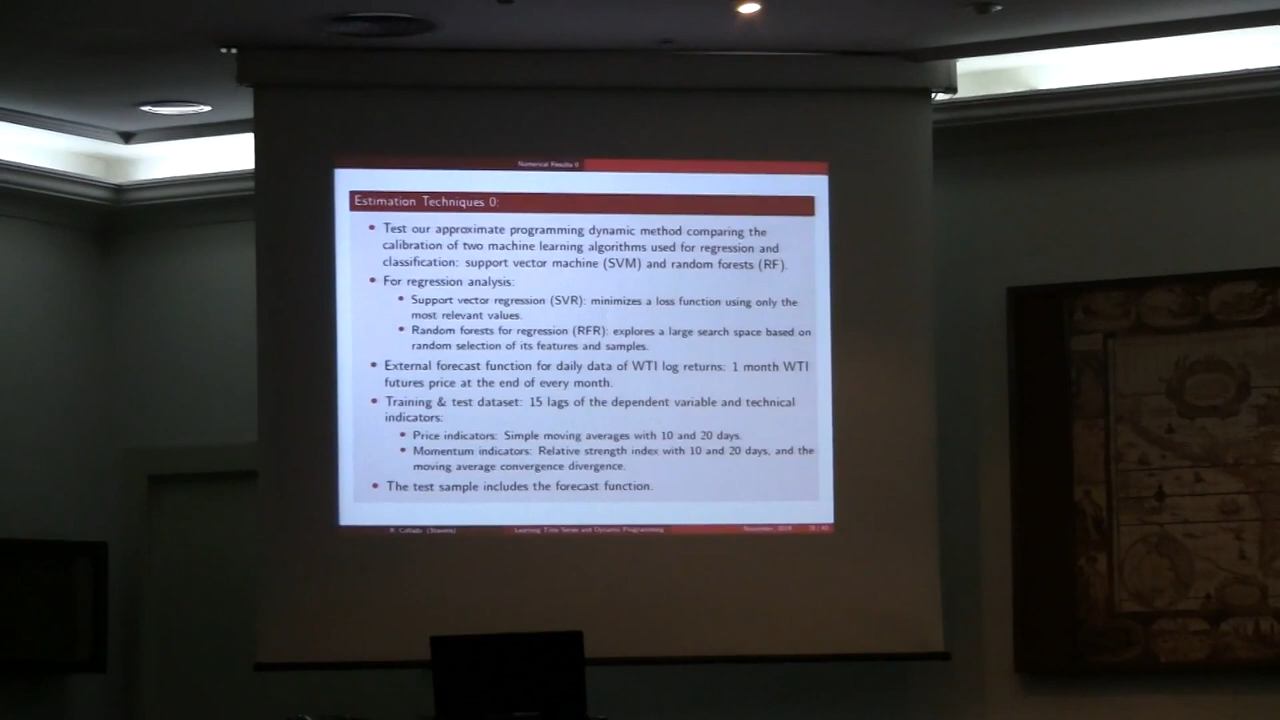 Numerical Results 0
Estimation Techniques 0:
Test our approximate programming dynamic method comparing the
calibration of two machine learning algorithms used for regression and
classification: support vector machine (SVM) and random forests (RF).
For regression analysis:
Support vector regression (SVR): minimizes a loss function using only the
most relevant values.
Random forests for regression (RFR): explores a large search space based on
random selection of its features and samples.
External forecast function for daily data of WTI log returns: 1 month WTI
futures price at the end of every month.
Training & test dataset: 15 lags of the dependent variable and technical
indicators:
Price indicators: Simple moving averages with 10 and 20 days.
Momentum indicators: Relative strength index with 10 and 20 days, and the
moving average convergence divergence.
The test sample includes the forecast function.
(Stevens) Learning Time Series and Dynamic Programming November,